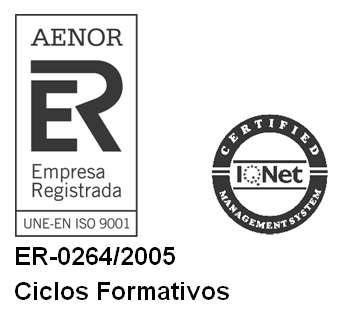 AENOR
ER
Empresa
Registrada
UNE-EN ISO 9001
CERTIFIED
IQNet
MANAGEMENT SYSTEM
ER-0264/2005
Ciclos Formativos